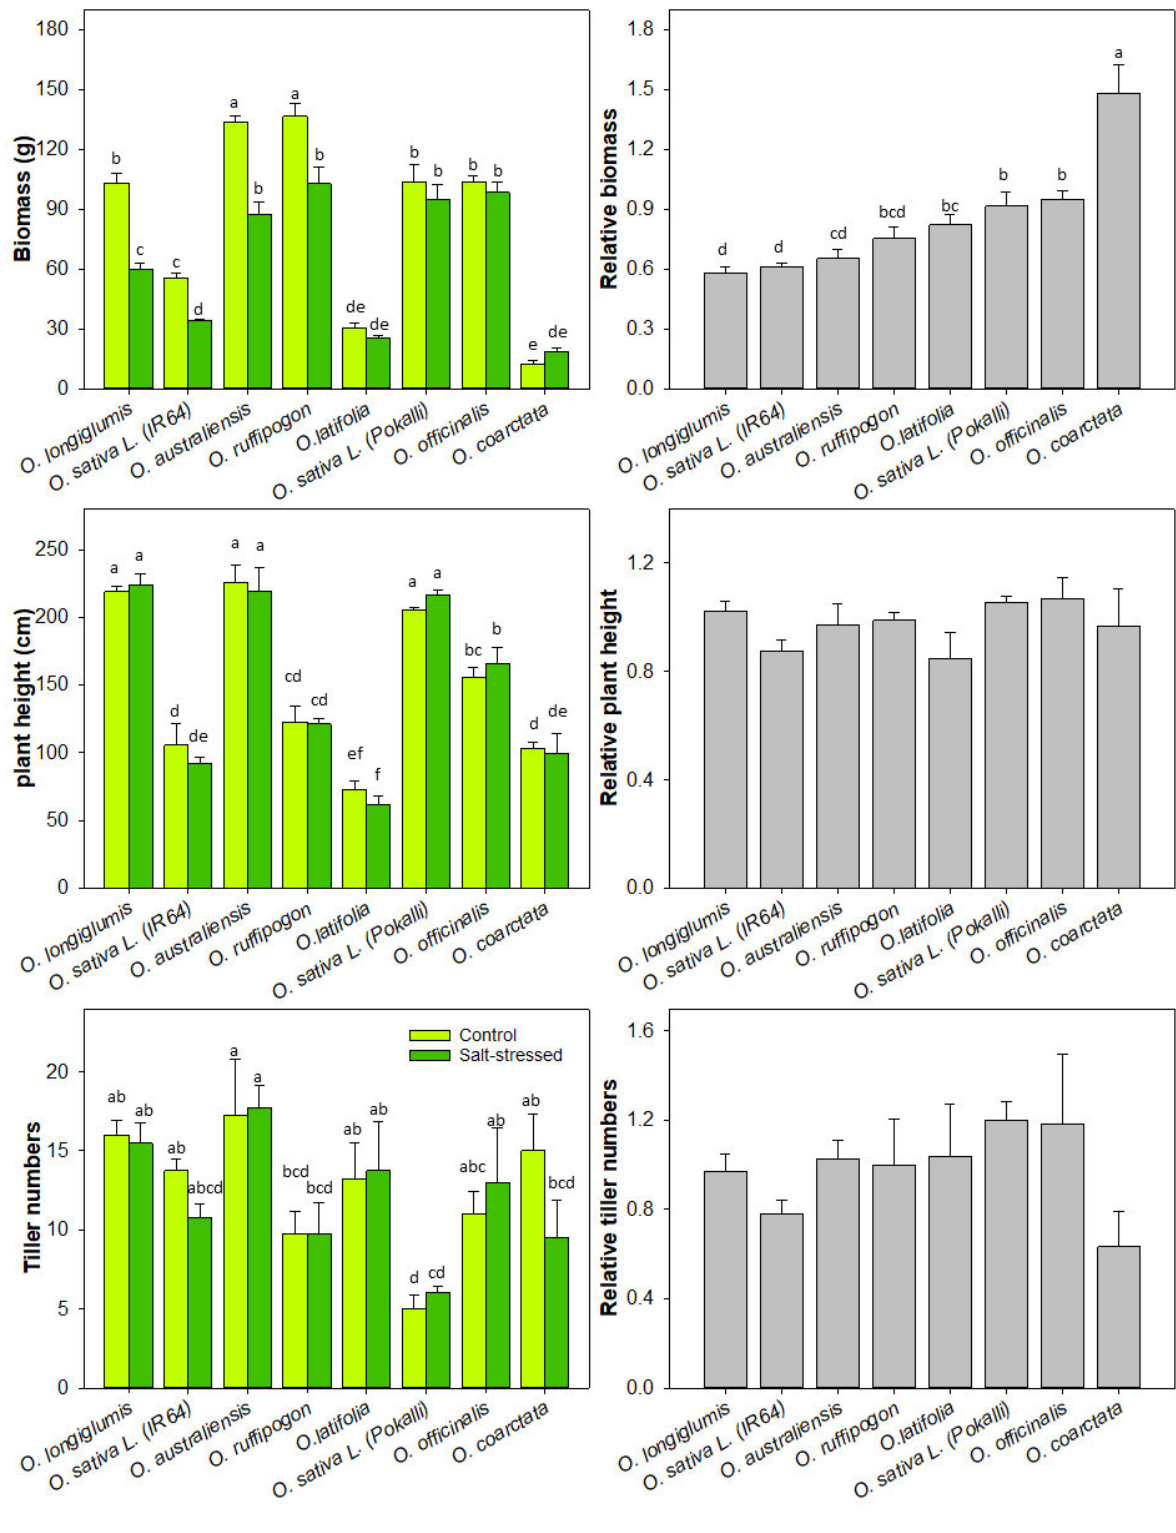 180
150
120
90
60
30
0
Biomass (g)
b
c
c
d
a
b
a
b
de
de
b
b
b
b
e
de
O. longiglumis
O. sativa L. (IR64)
O. australiensis
O. ruffipogon
O.latifolia
O. sativa L. (Pokalli)
O. officinalis
O. coarctata
1.8
1.5
1.2
0.9
0.6
0.3
0.0
Relative biomass
d
d
cd
bcd
bc
b
b
a
O. longiglumis
O. sativa L. (IR64)
O. australiensis
O. ruffipogon
O.latifolia
O. sativa L. (Pokalli)
O. officinalis
O. coarctata
250
200
150
100
50
0
plant height (cm)
a
a
d
de
a
a
cd
cd
ef
f
a
a
bc
b
d
de
O. longiglumis
O. sativa L. (IR64)
O. australiensis
O. ruffipogon
O.latifolia
O. sativa L. (Pokalli)
O. officinalis
O. coarctata
1.2
0.8
0.4
0.0
Relative plant height
O. longiglumis
O. sativa L. (IR64)
O. australiensis
O. ruffipogon
O.latifolia
O. sativa L. (Pokalli)
O. officinalis
O. coarctata
Control
Salt-stressed
20
15
10
5
0
Tiller numbers
ab
ab
ab
abcd
a
a
bcd
bcd
ab
ab
d
cd
abc
ab
ab
bcd
O. longiglumis
O. sativa L. (IR64)
O. australiensis
O. ruffipogon
O.latifolia
O. sativa L. (Pokalli)
O. officinalis
O. coarctata
1.6
1.2
0.8
0.4
0.0
Relative tiller numbers
O. longiglumis
O. sativa L. (IR64)
O. australiensis
O. ruffipogon
O.latifolia
O. sativa L. (Pokalli)
O. officinalis
O. coarctata